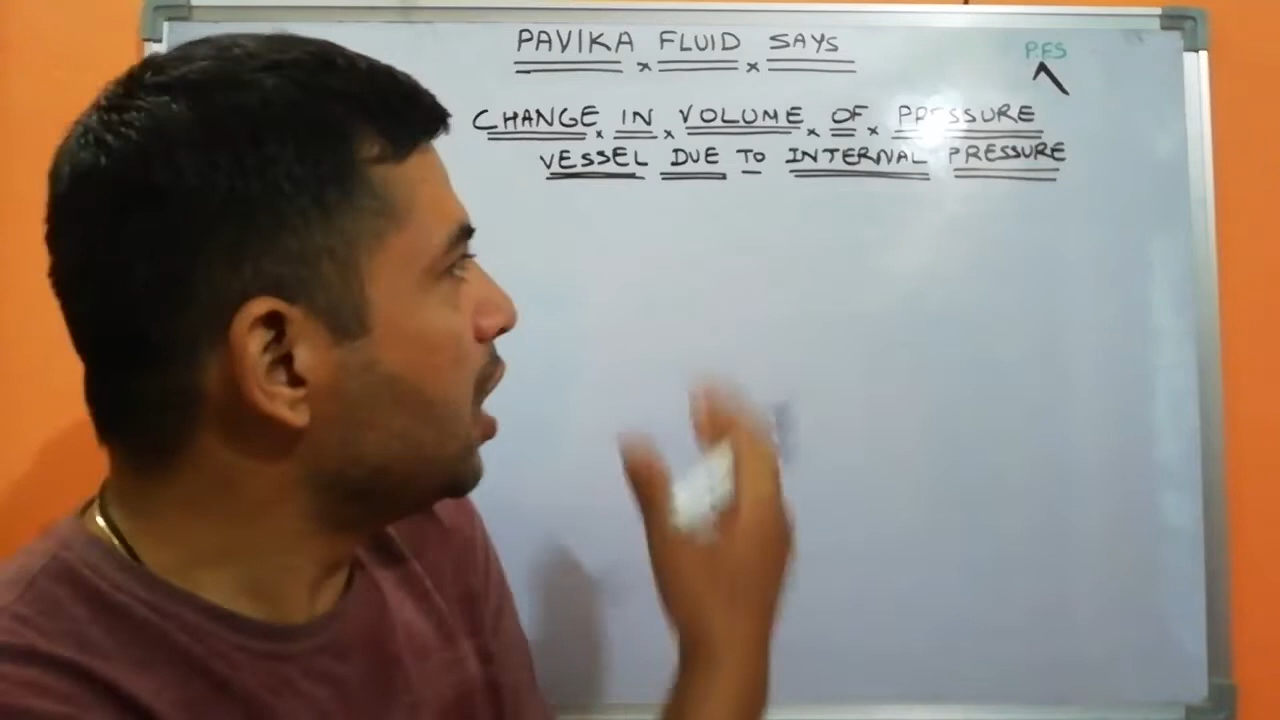 PAVIKA FLUID SAYS
PFS
CHANGE IN VOLUME OF PRESSURE
VESSEL DUE TO INTERNAL PRESSURE